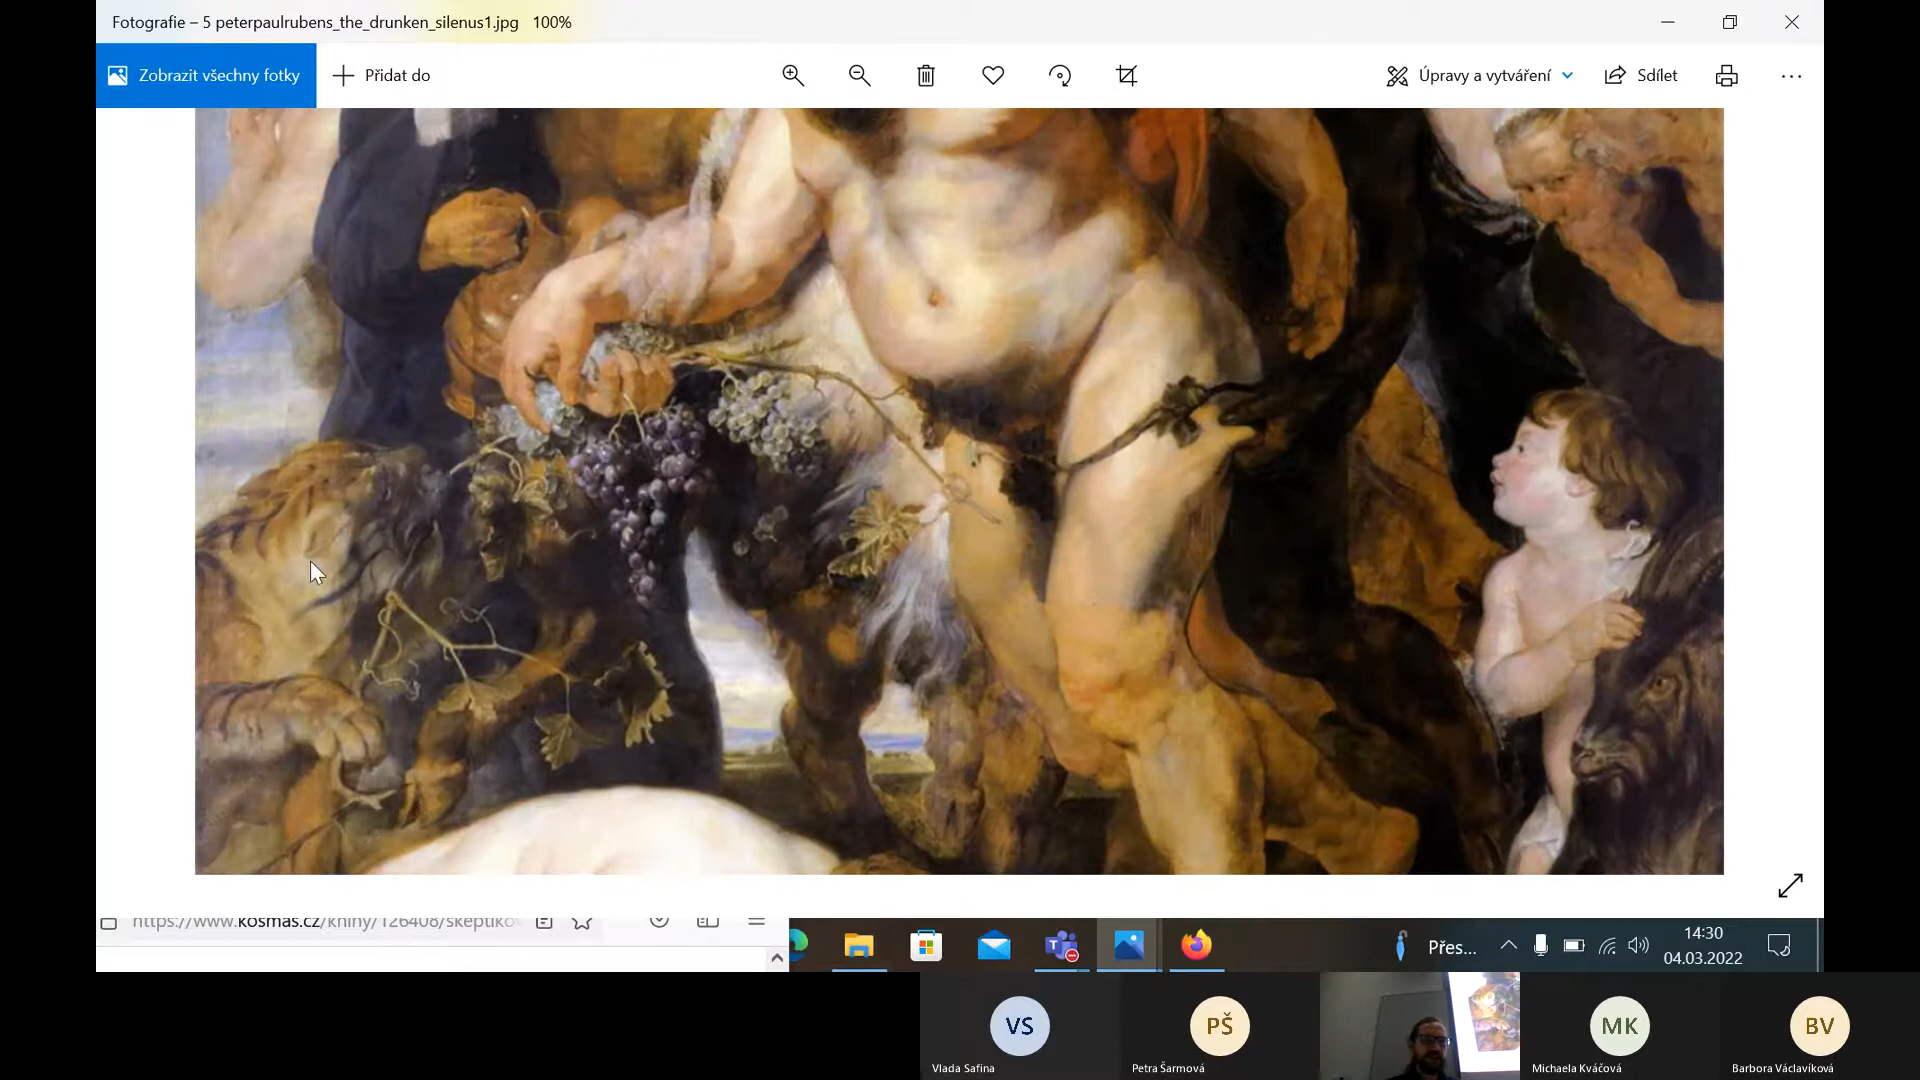 Fotografie – 5 peterpaulrubens_the_drunken_silenus1.jpg 100%
Zobrazit všechny fotky
Přidat do
Úpravy a vytváření
Sdílet
https://www.kosmas.cz/knihy/126408/skeptikov
Přes...
14:30
04.03.2022
VS
PŠ
MK
BV
Vlada Safina
Petra Šarmová
Michaela Kváčová
Barbora Václavíková